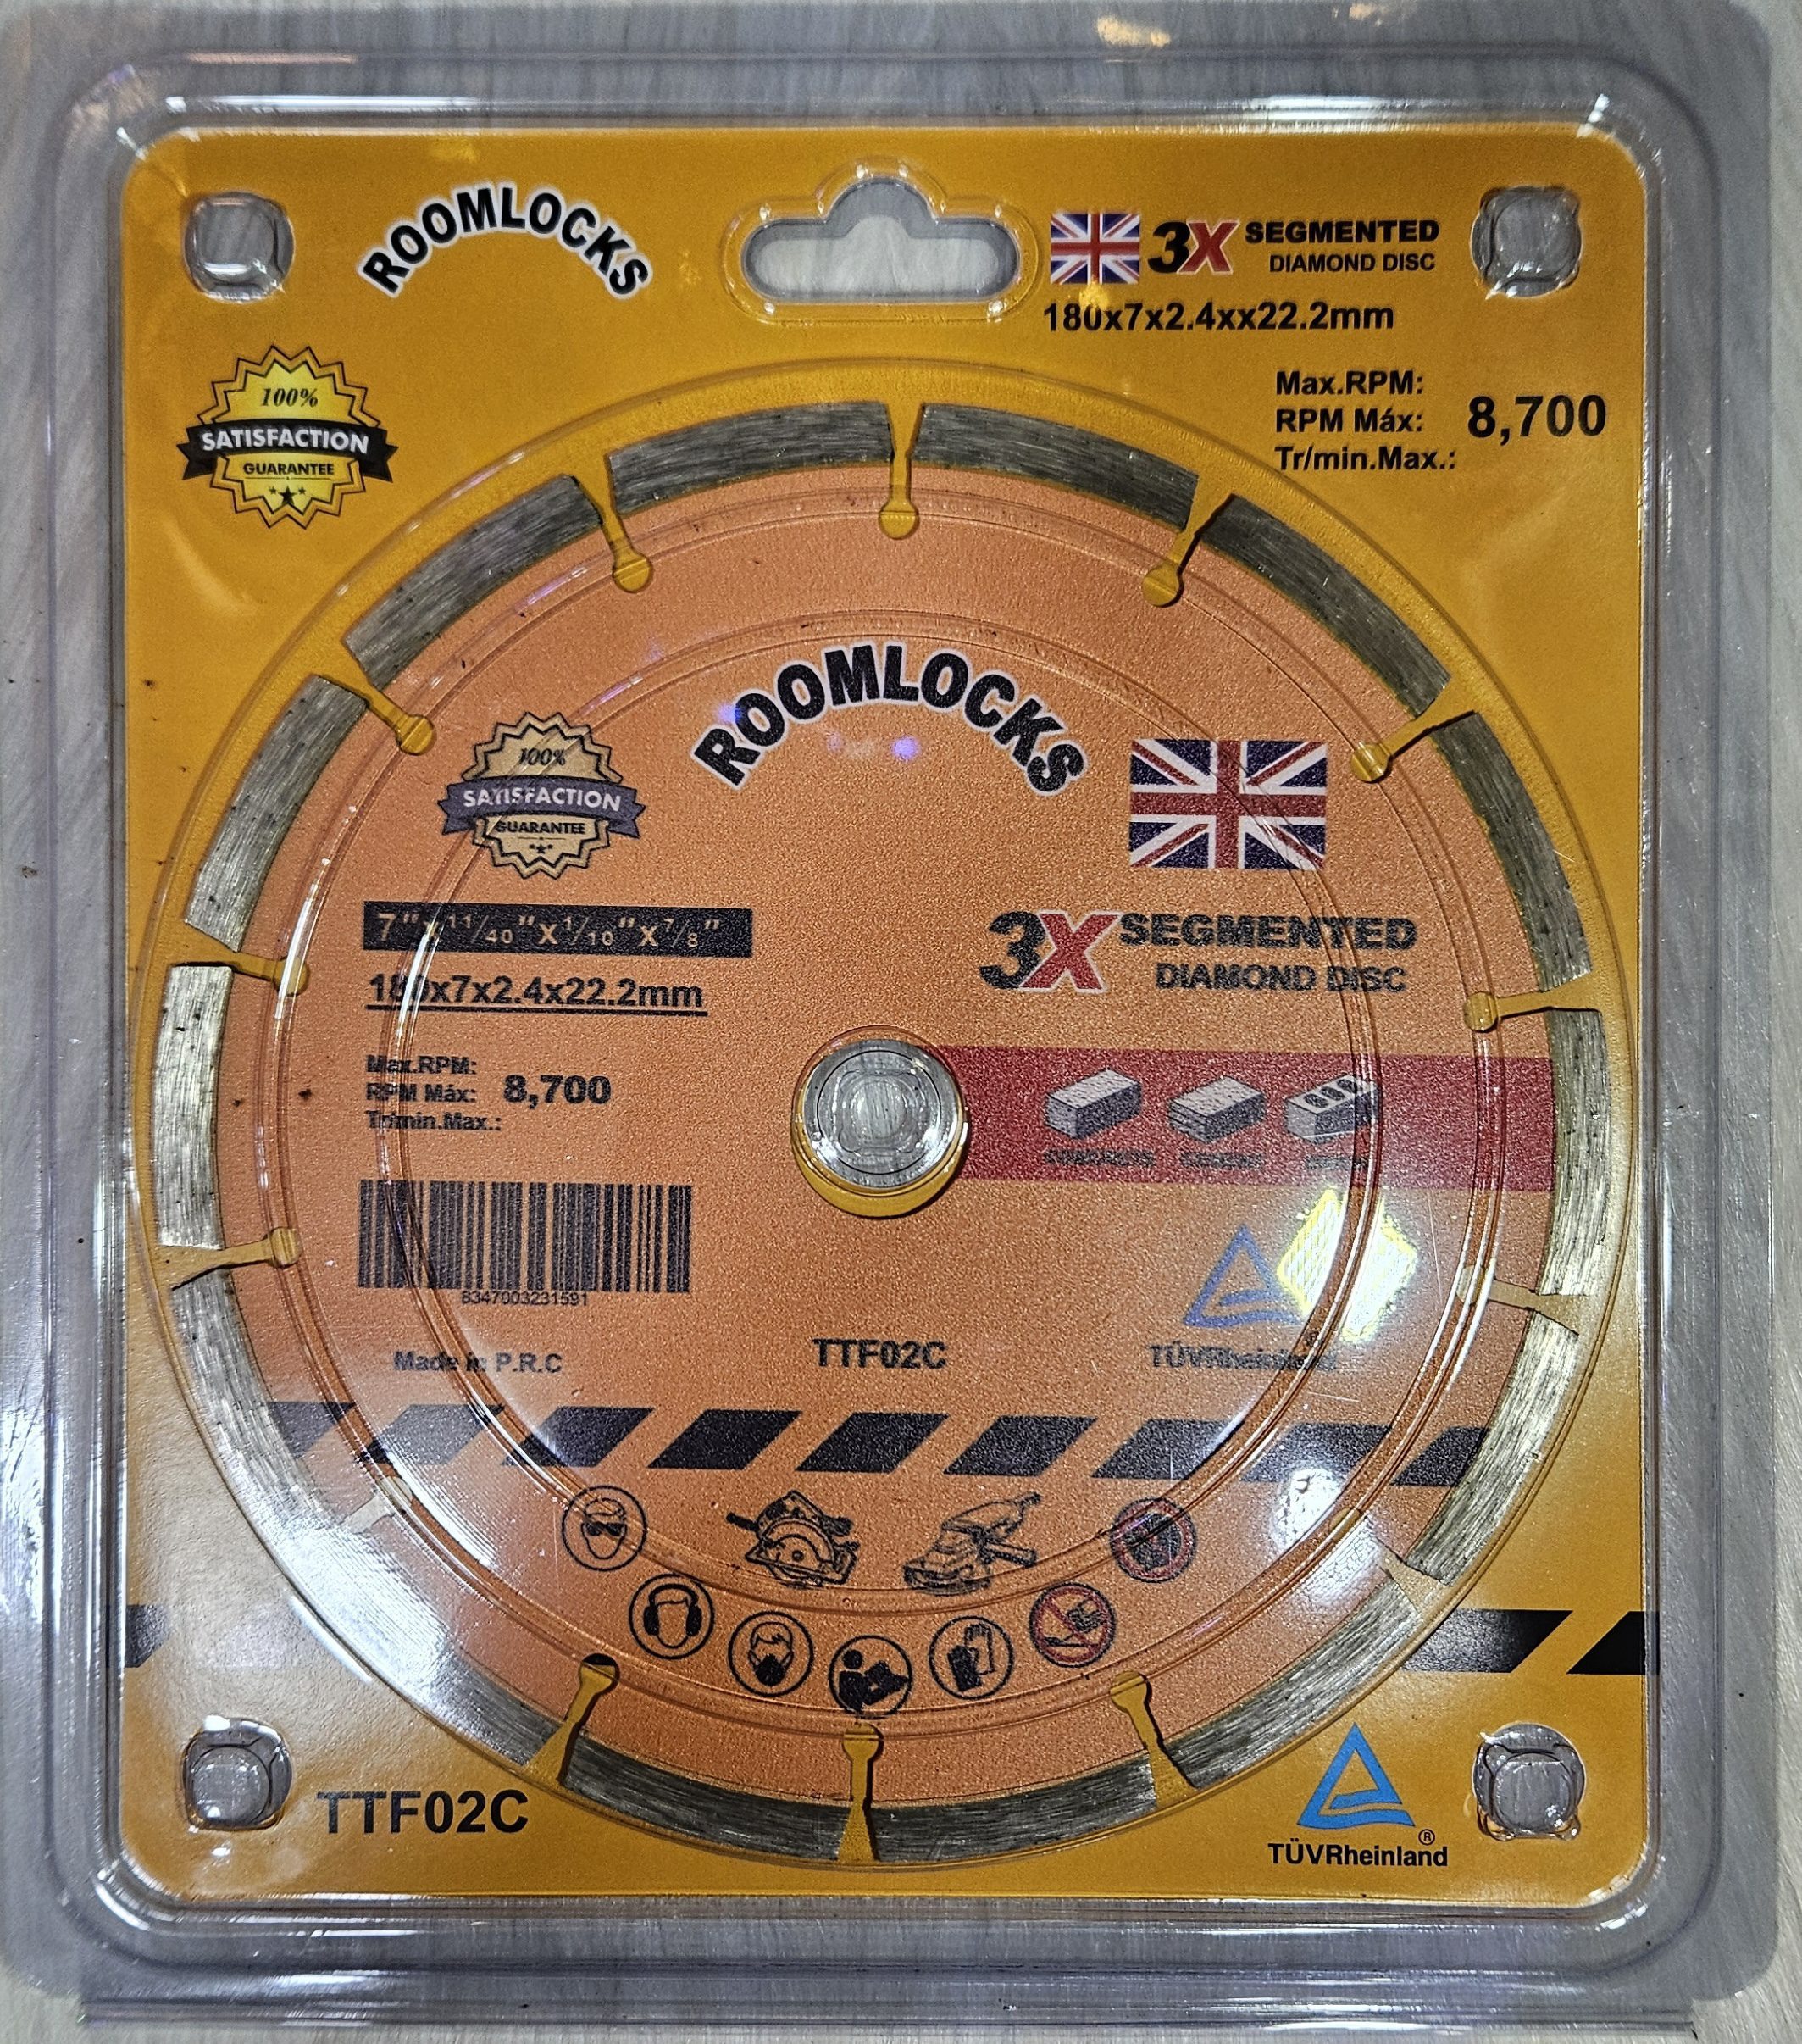 ROOMLOCKS
3X SEGMENTED
DIAMOND DISC
180x7x2.4xx22.2mm
Max.RPM:
RPM Máx: 8,700
Tr/min.Max.:
100%
SATISFACTION
GUARANTEE
ROOMLOCKS
100%
SATISFACTION
GUARANTEE
7"x11/40"x1/10"x7/8"
180x7x2.4x22.2mm
3X SEGMENTED
DIAMOND DISC
Max.RPM:
RPM Máx: 8,700
Tr/min.Max.:
8347003231591
Made in P.R.C
TTF02C
TÜVRheinland
TTF02C
TÜVRheinland®